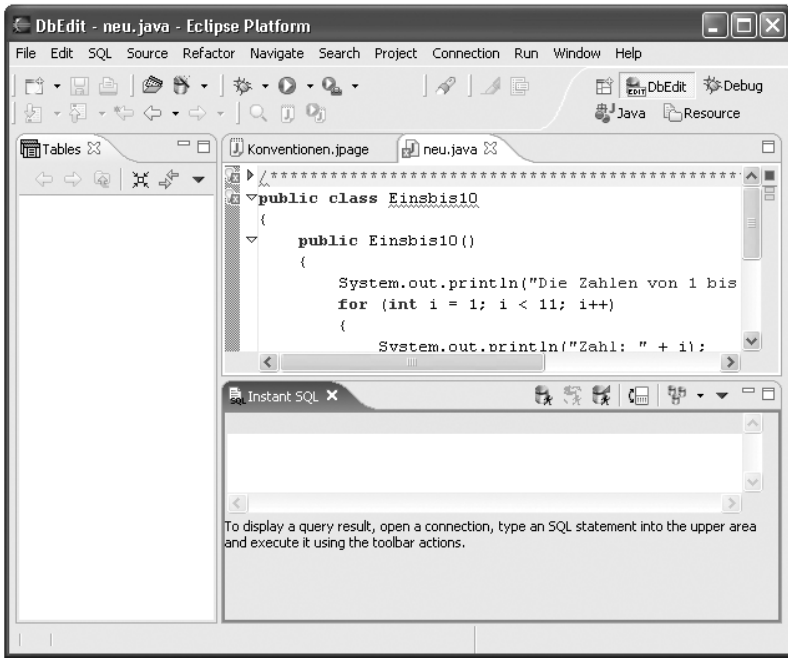 DbEdit - neu.java - Eclipse Platform
File Edit SQL Source Refactor Navigate Search Project Connection Run Window Help
DbEdit Debug
Java Resource
Tables
Konventionen.jpage neu.java
/*****************************************
public class Einsbis10
{
public Einsbis10()
{
System.out.println("Die Zahlen von 1 bis
for (int i = 1; i < 11; i++)
{
System.out.println("Zahl: " + i);
Instant SQL
To display a query result, open a connection, type an SQL statement into the upper area
and execute it using the toolbar actions.